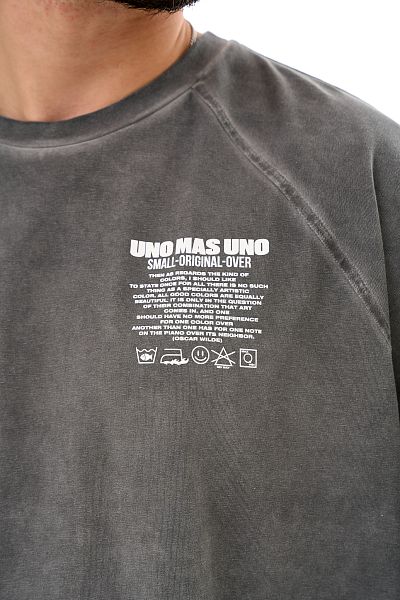 UNO MAS UNO
SMALL-ORIGINAL-OVER
THEN AS REGARDS THE KIND OF
COLORS, I SHOULD LIKE
TO STATE ONCE FOR ALL THERE IS NO SUCH
THING AS A SPECIALLY ARTISTIC
COLOR, ALL GOOD COLORS ARE EQUALLY
BEAUTIFUL IT IS ONLY IN THE QUESTION
OF THEIR COMBINATION THAT ART
COMES IN. AND ONE
SHOULD HAVE NO MORE PREFERENCE
FOR ONE COLOR OVER
ANOTHER THAN ONE HAS FOR ONE NOTE
ON THE PIANO OVER ITS NEIGHBOR.
(OSCAR WILDE)